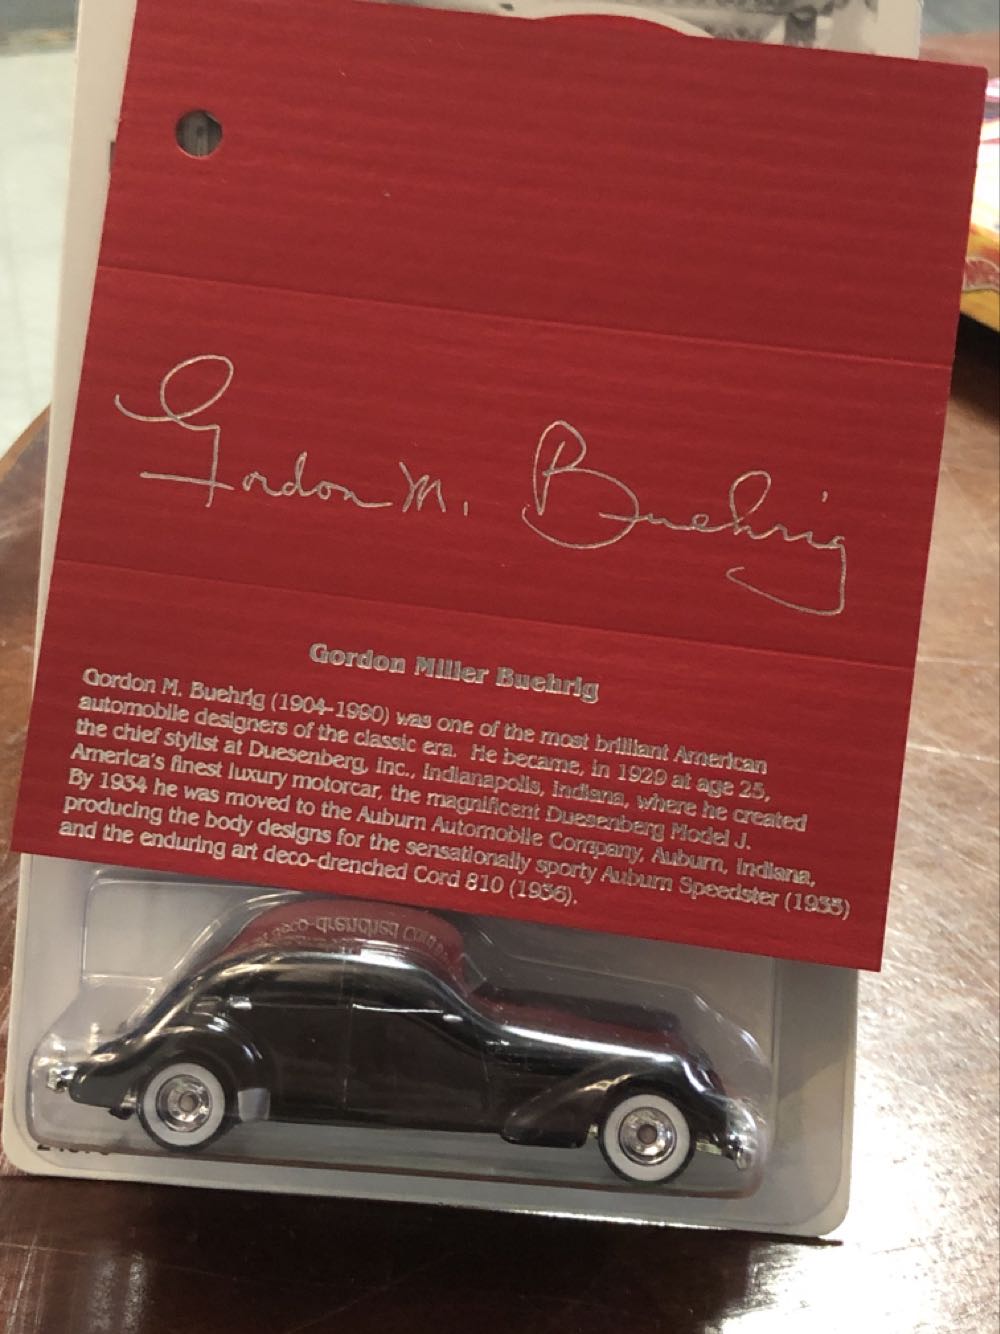 Gordon M. Buehrig
Gordon Miller Buehrig
Gordon M. Buehrig (1904-1990) was one of the most brilliant American
automobile designers of the classic era. He became, in 1929 at age 25,
the chief stylist at Duesenberg, Inc., Indianapolis, Indiana, where he created
America's finest luxury motorcar, the magnificent Duesenberg Model J.
By 1934 he was moved to the Auburn Automobile Company, Auburn, Indiana,
producing the body designs for the sensationally sporty Auburn Speedster (1935)
and the enduring art deco-drenched Cord 810 (1936).